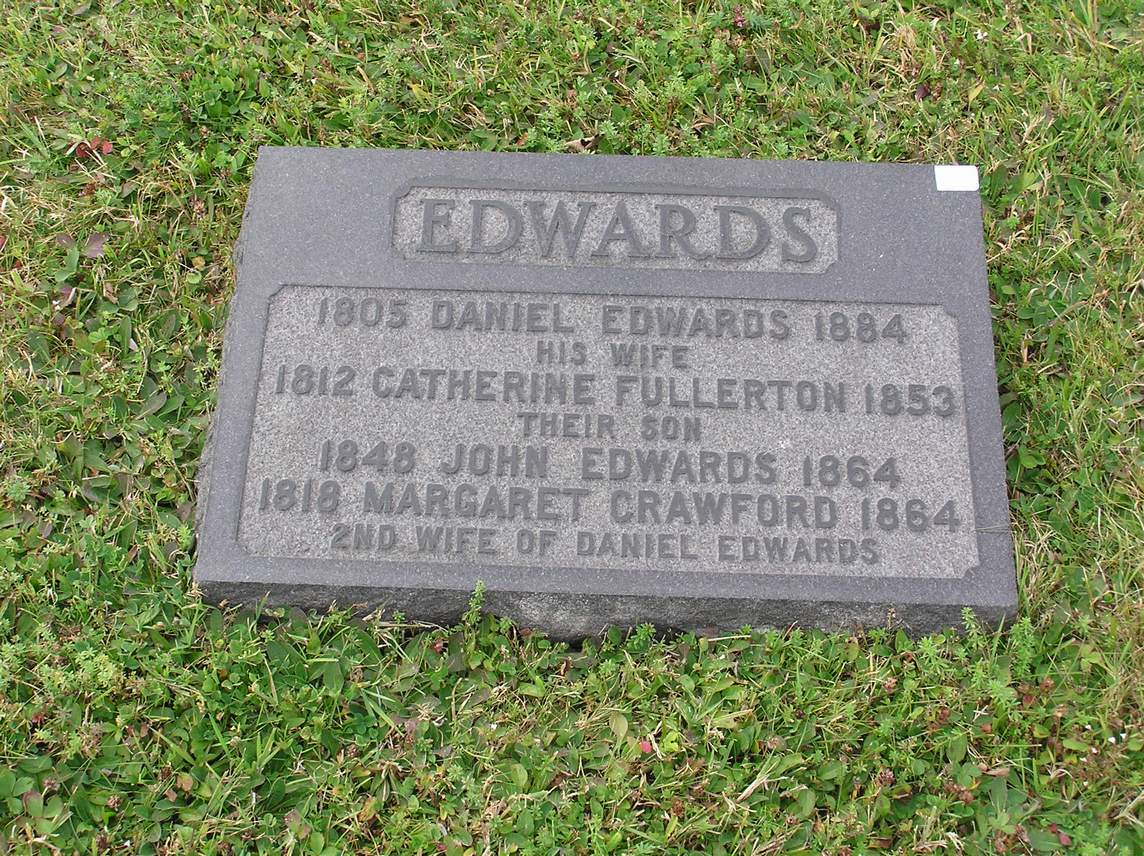 EDWARDS
1805 DANIEL EDWARDS 1884
HIS WIFE
1812 CATHERINE FULLERTON 1853
THEIR SON
1848 JOHN EDWARDS 1864
1818 MARGARET CRAWFORD 1864
2ND WIFE OF DANIEL EDWARDS